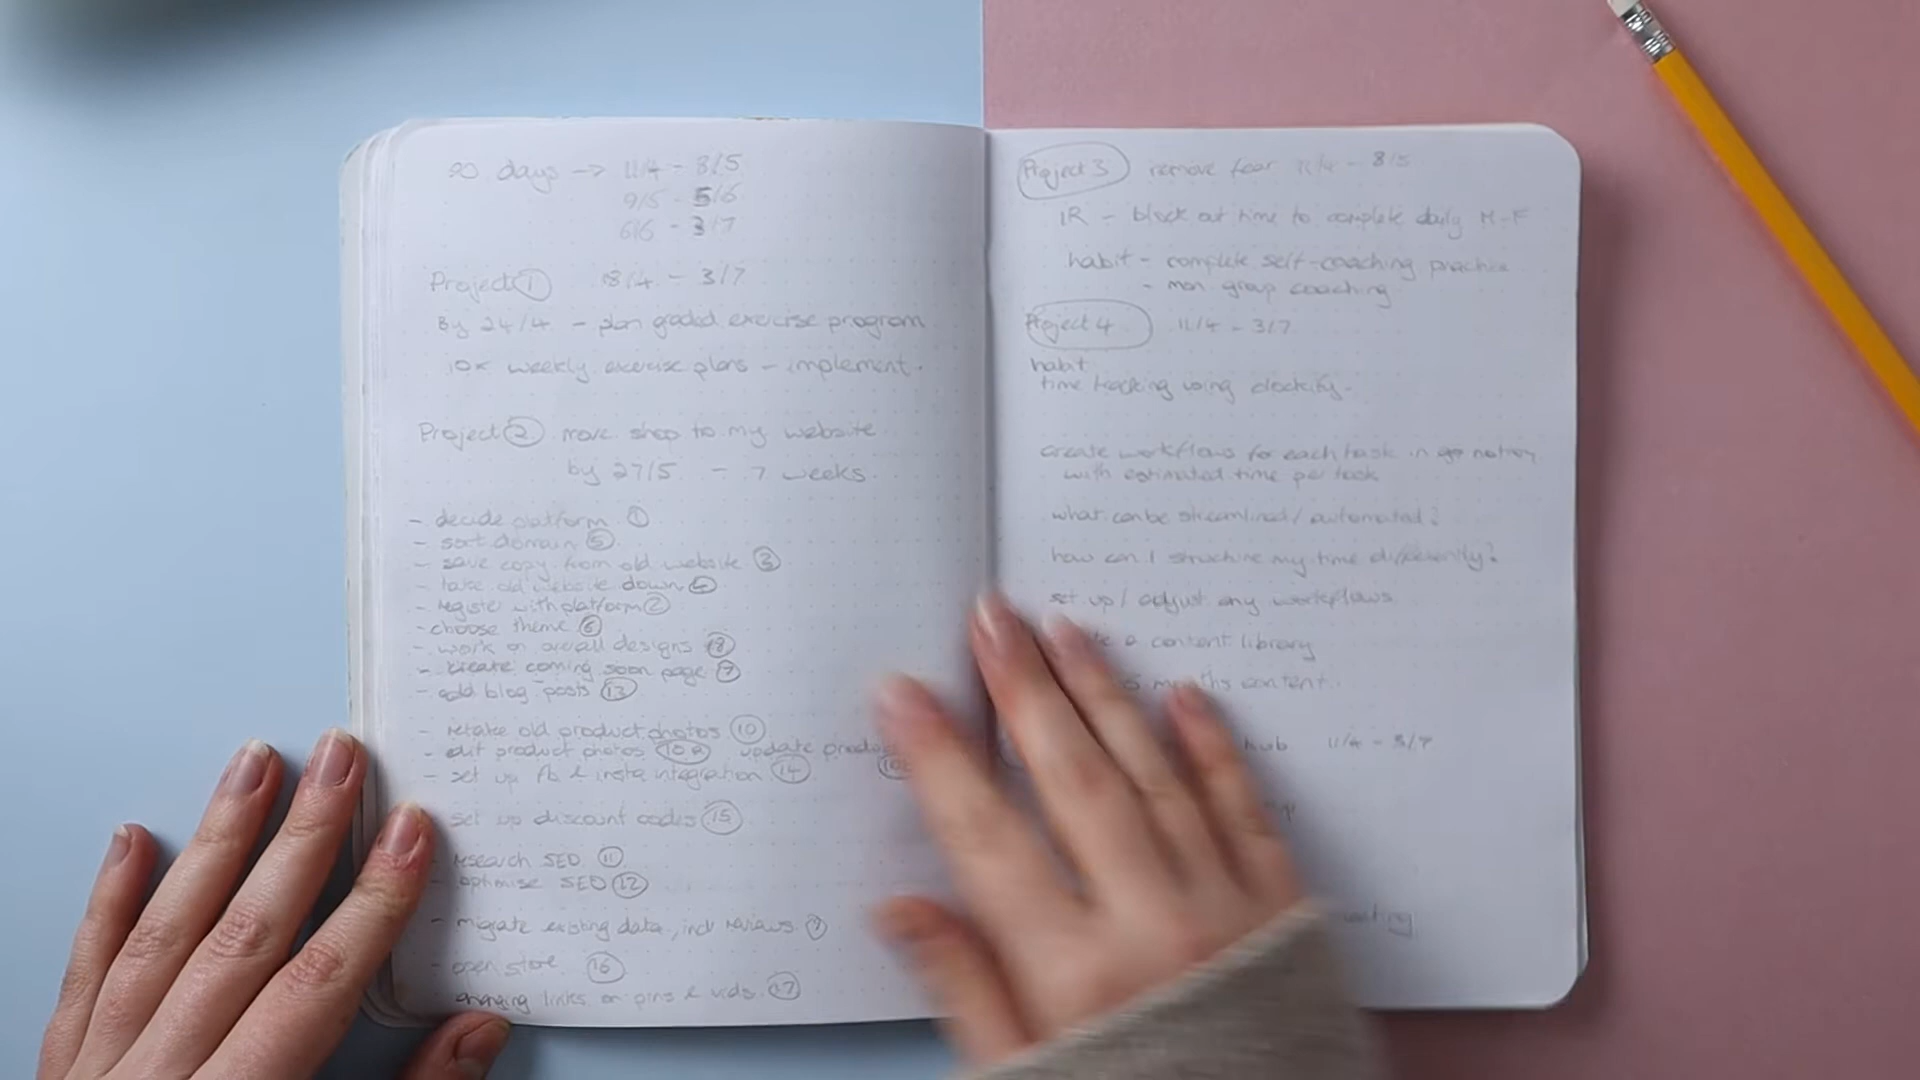 90 days → 11/4 - 8/5
9/5 - 5/6
6/6 - 3/7
Project ① 18/4 - 3/7
By 24/4 - plan graded exercise program
10x weekly exercise plans - implement.
Project ② move shop to my website
by 27/5 - 7 weeks.
- decide platform ①
- sort domain ⑤
- save copy from old website ③
- take old website down
- register with platform ②
- choose theme ⑥
- work on overall designs ⑧
- create coming soon page ⑦
- add blog posts ⑬
- retake old product photos ⑩
- edit product photos update
- set up fb & insta integration ⑭
set up discount codes ⑮
- research SEO ⑪
- optimise SEO ⑫
- migrate existing data, incl reviews ⑨
- open store ⑯
changing links on pins & vids. ⑰
Project 3 remove fear 11/4 - 8/5
IR - block out time to complete daily M-F
habit - complete self-coaching practice
- mon group coaching
Project 4 11/4 - 3/7
habit
time tracking using clockify.
create workflows for each task in notion
with estimated time per task
what can be streamlined / automated?
how can I structure my time differently?
set up / adjust any workflows
a content library
months content.
hub 11/4 - 3/7